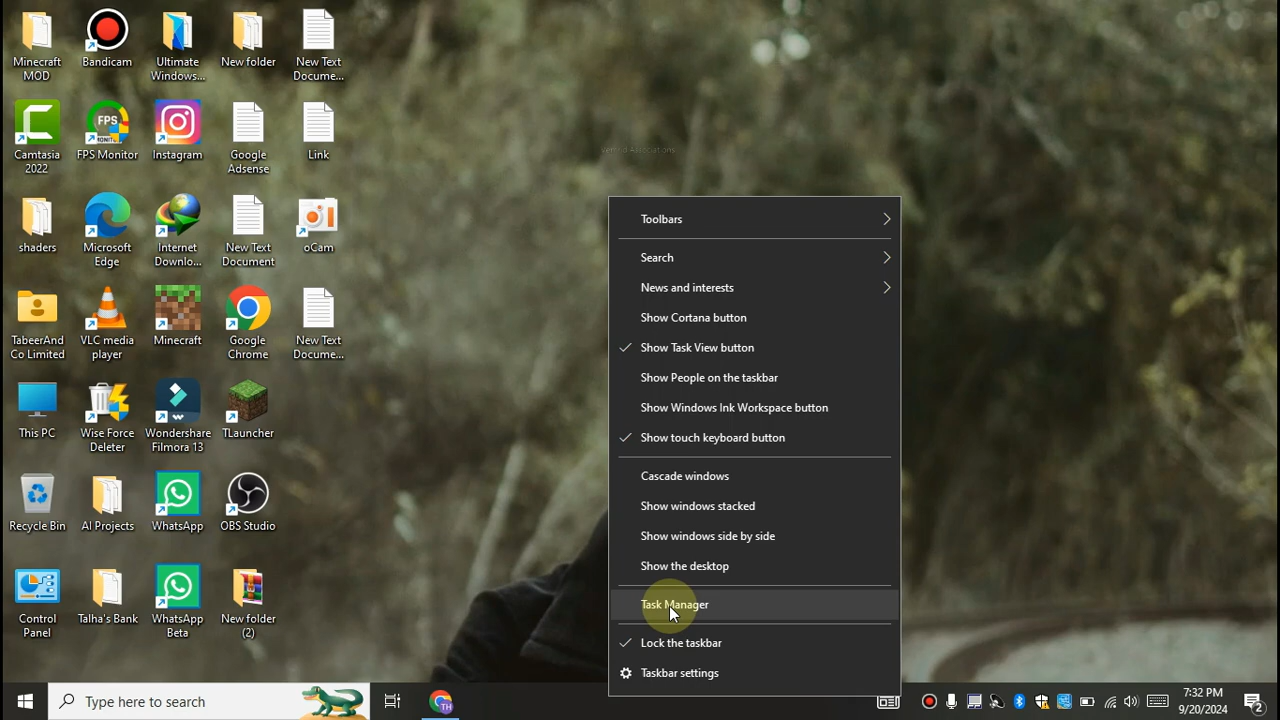 Minecraft
MOD
Bandicam
Ultimate
Windows...
New folder
New Text
Docume...
Camtasia
2022
FPS
MONITOR
FPS Monitor
Instagram
Google
Adsense
Link
shaders
Microsoft
Edge
Internet
Downlo...
New Text
Document
oCam
TabeerAnd
Co Limited
VLC media
player
Minecraft
Google
Chrome
New Text
Docume...
This PC
Wise Force
Deleter
Wondershare
Filmora 13
TLauncher
Recycle Bin
AI Projects
WhatsApp
OBS Studio
Control
Panel
Talha's Bank
WhatsApp
Beta
New folder
(2)
Toolbars
Search
News and interests
Show Cortana button
Show Task View button
Show People on the taskbar
Show Windows Ink Workspace button
Show touch keyboard button
Cascade windows
Show windows stacked
Show windows side by side
Show the desktop
Task Manager
Lock the taskbar
Taskbar settings
Type here to search
TH
7:32 PM
9/20/2024
2